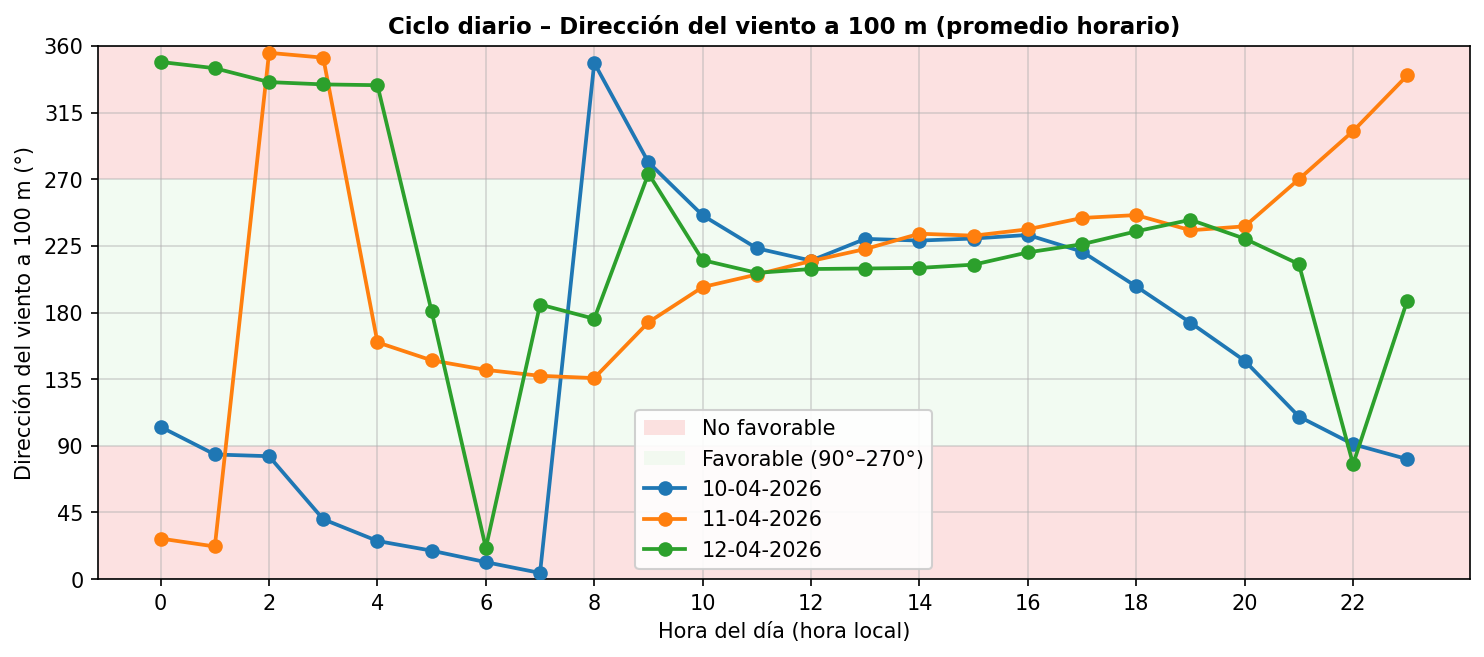 Ciclo diario – Dirección del viento a 100 m (promedio horario)
Dirección del viento a 100 m (°)
360
315
270
225
180
135
90
45
0
No favorable
Favorable (90°–270°)
10-04-2026
11-04-2026
12-04-2026
0 2 4 6 8 10 12 14 16 18 20 22
Hora del día (hora local)